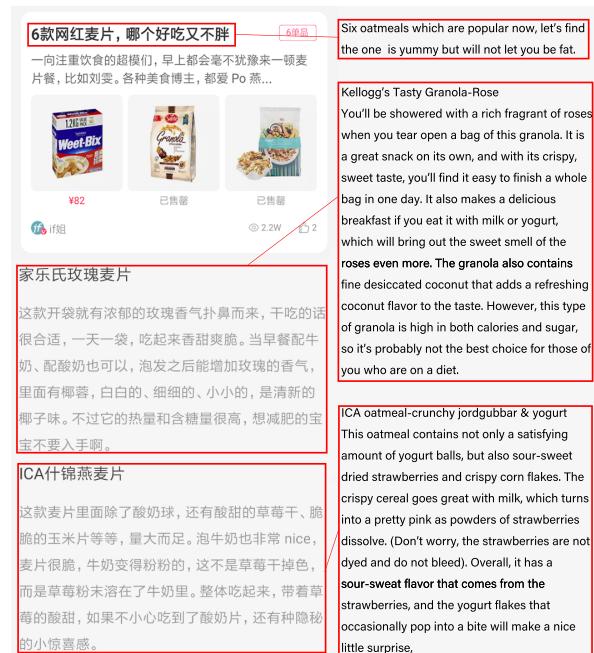 6款网红麦片，哪个好吃又不胖
6单品
一向注重饮食的超模们，早上都会毫不犹豫来一顿麦
片餐，比如刘雯。各种美食博主，都爱 Po 燕...
1.2KG VALUE PACK
Weet-Bix
Granola
¥82
已售罄
已售罄
if
if姐
2.2W
2
Six oatmeals which are popular now, let's find
the one is yummy but will not let you be fat.
家乐氏玫瑰麦片
这款开袋就有浓郁的玫瑰香气扑鼻而来，干吃的话
很合适，一天一袋，吃起来香甜爽脆。当早餐配牛
奶、配酸奶也可以，泡发之后能增加玫瑰的香气，
里面有椰蓉，白白的、细细的、小小的，是清新的
椰子味。不过它的热量和含糖量很高，想减肥的宝
宝不要入手啊。
Kellogg's Tasty Granola-Rose
You'll be showered with a rich fragrant of roses
when you tear open a bag of this granola. It is
a great snack on its own, and with its crispy,
sweet taste, you'll find it easy to finish a whole
bag in one day. It also makes a delicious
breakfast if you eat it with milk or yogurt,
which will bring out the sweet smell of the
roses even more. The granola also contains
fine desiccated coconut that adds a refreshing
coconut flavor to the taste. However, this type
of granola is high in both calories and sugar,
so it's probably not the best choice for those of
you who are on a diet.
ICA什锦燕麦片
这款麦片里面除了酸奶球，还有酸甜的草莓干、脆
脆的玉米片等等，量大而足。泡牛奶也非常 nice，
麦片很脆，牛奶变得粉粉的，这不是草莓干掉色，
而是草莓粉末溶在了牛奶里。整体吃起来，带着草
莓的酸甜，如果不小心吃到了酸奶片，还有种隐秘
的小惊喜感。
ICA oatmeal-crunchy jordgubbar & yogurt
This oatmeal contains not only a satisfying
amount of yogurt balls, but also sour-sweet
dried strawberries and crispy corn flakes. The
crispy cereal goes great with milk, which turns
into a pretty pink as powders of strawberries
dissolve. (Don't worry, the strawberries are not
dyed and do not bleed). Overall, it has a
sour-sweat flavor that comes from the
strawberries, and the yogurt flakes that
occasionally pop into a bite will make a nice
little surprise,